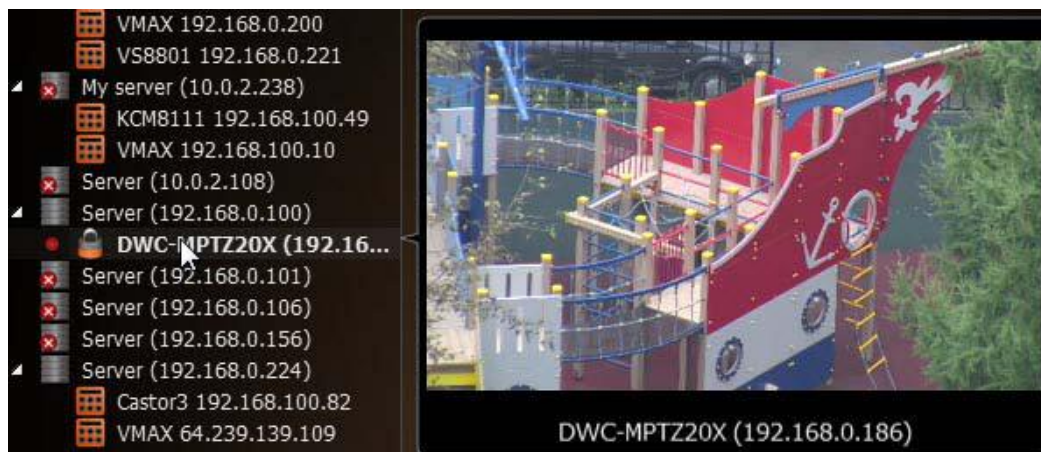 VMAX 192.168.0.200
VS8801 192.168.0.221
My server (10.0.2.238)
KCM8111 192.168.100.49
VMAX 192.168.100.10
Server (10.0.2.108)
Server (192.168.0.100)
DWC-MPTZ20X (192.16...
Server (192.168.0.101)
Server (192.168.0.106)
Server (192.168.0.156)
Server (192.168.0.224)
Castor3 192.168.100.82
VMAX 64.239.139.109
DWC-MPTZ20X (192.168.0.186)